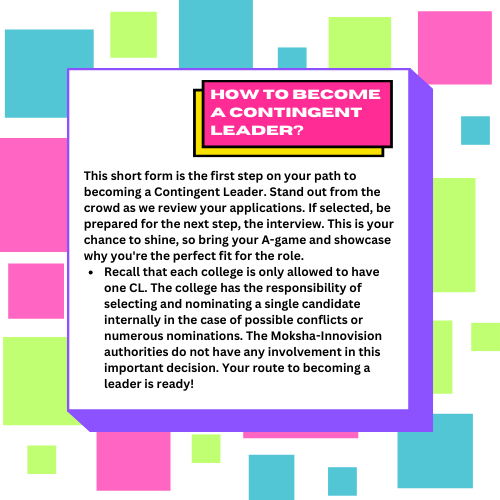 HOW TO BECOME
A CONTINGENT
LEADER?
This short form is the first step on your path to
becoming a Contingent Leader. Stand out from the
crowd as we review your applications. If selected, be
prepared for the next step, the interview. This is your
chance to shine, so bring your A-game and showcase
why you're the perfect fit for the role.
• Recall that each college is only allowed to have
one CL. The college has the responsibility of
selecting and nominating a single candidate
internally in the case of possible conflicts or
numerous nominations. The Moksha-Innovision
authorities do not have any involvement in this
important decision. Your route to becoming a
leader is ready!